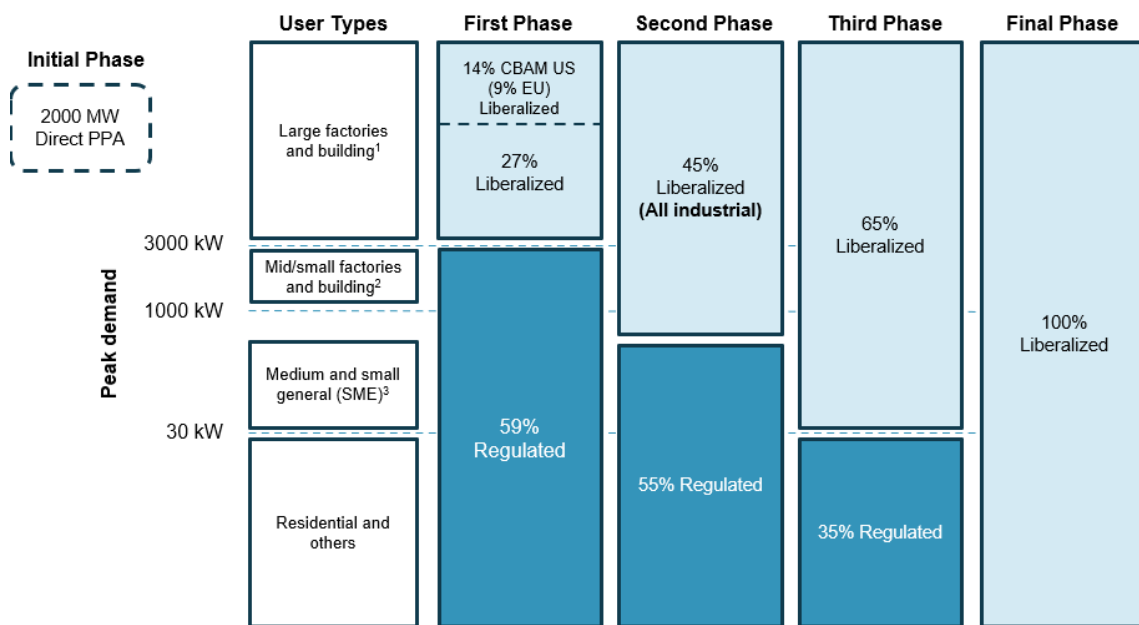 User Types
First Phase
Second Phase
Third Phase
Final Phase
Initial Phase
2000 MW
Direct PPA
Peak demand
3000 kW
1000 kW
30 kW
Large factories
and building¹
Mid/small factories
and building²
Medium and small
general (SME)³
Residential and
others
14% CBAM US
(9% EU)
Liberalized
27%
Liberalized
59%
Regulated
45%
Liberalized
(All industrial)
55% Regulated
65%
Liberalized
35% Regulated
100%
Liberalized